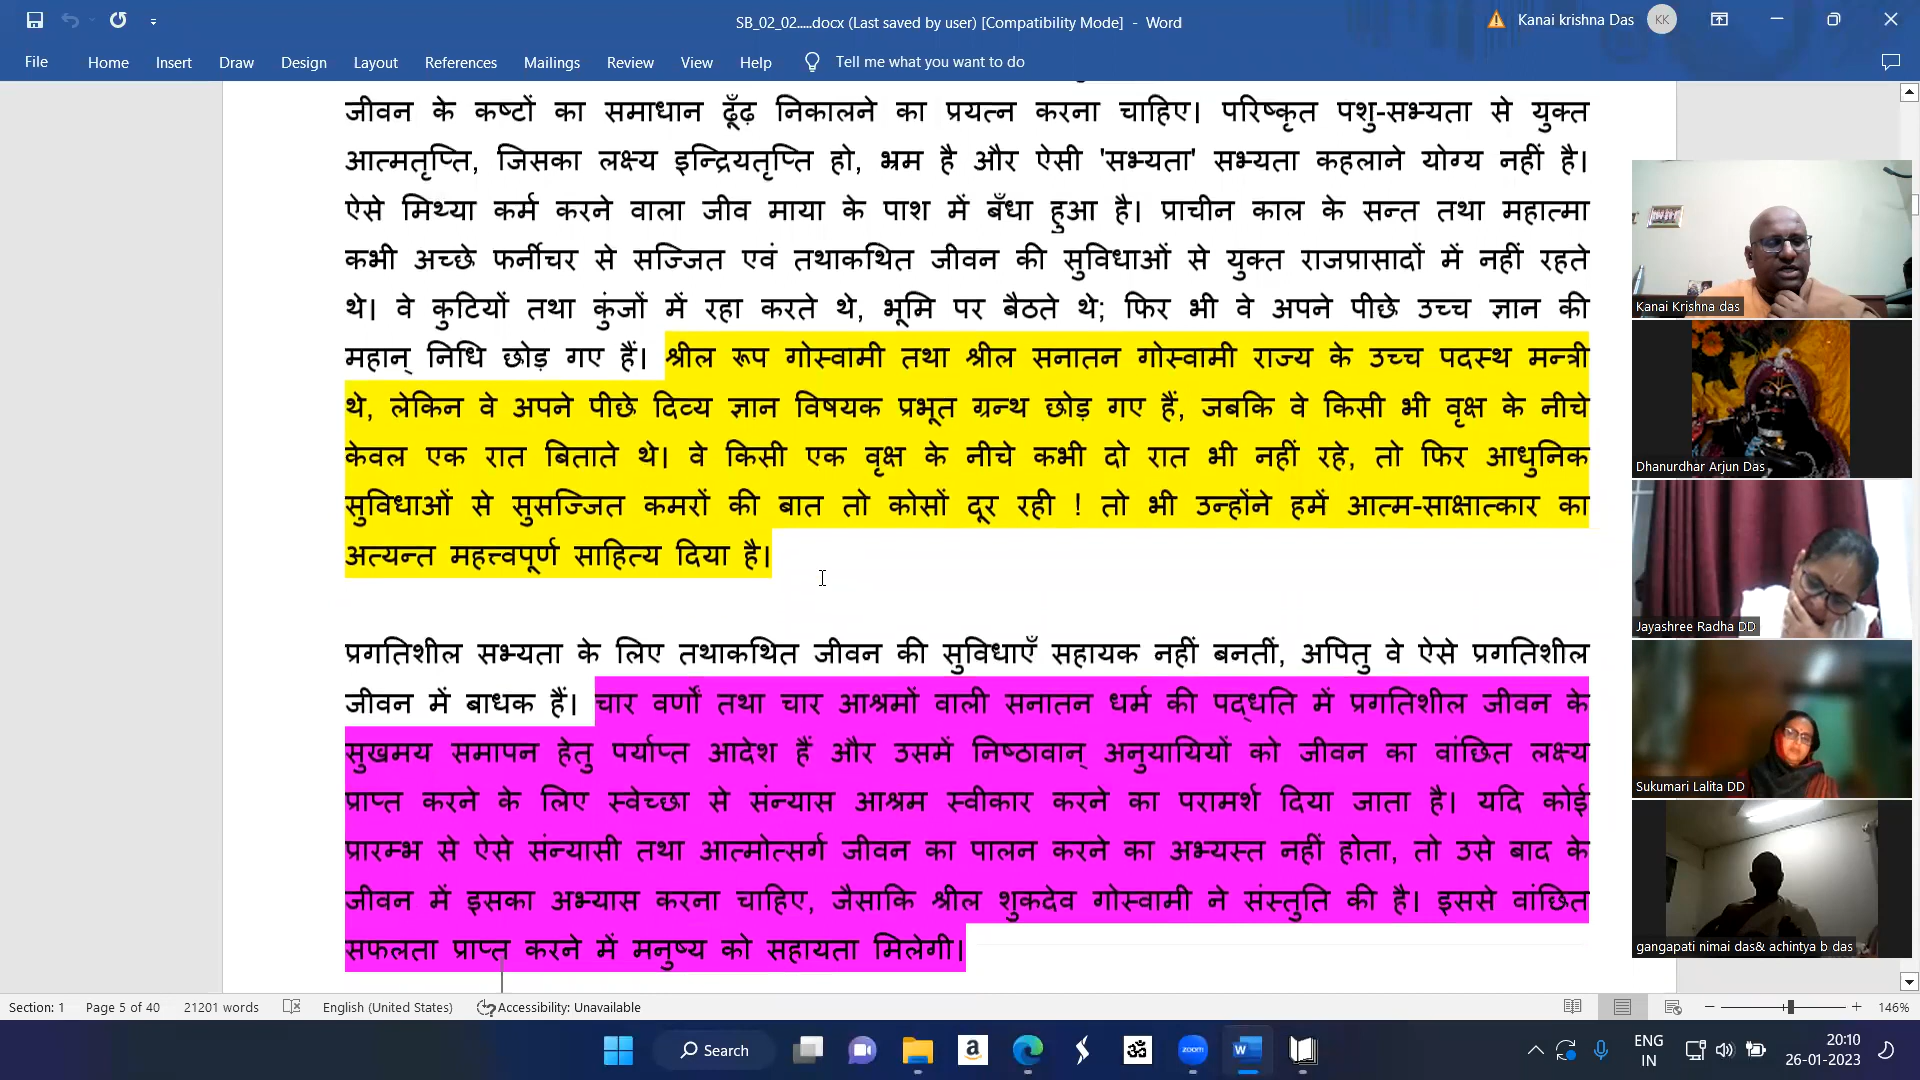 SB_02_02.....docx (Last saved by user) [Compatibility Mode] - Word
Kanai krishna Das
KK
File Home Insert Draw Design Layout References Mailings Review View Help Tell me what you want to do
जीवन के कष्टों का समाधान ढूँढ़ निकालने का प्रयत्न करना चाहिए। परिष्कृत पशु-सभ्यता से युक्त
आत्मतृप्ति, जिसका लक्ष्य इन्द्रियतृप्ति हो, भ्रम है और ऐसी 'सभ्यता' सभ्यता कहलाने योग्य नहीं है।
ऐसे मिथ्या कर्म करने वाला जीव माया के पाश में बँधा हुआ है। प्राचीन काल के सन्त तथा महात्मा
कभी अच्छे फर्नीचर से सज्जित एवं तथाकथित जीवन की सुविधाओं से युक्त राजप्रासादों में नहीं रहते
थे। वे कुटियों तथा कुंजों में रहा करते थे, भूमि पर बैठते थे; फिर भी वे अपने पीछे उच्च ज्ञान की
महान् निधि छोड़ गए हैं। श्रील रूप गोस्वामी तथा श्रील सनातन गोस्वामी राज्य के उच्च पदस्थ मन्त्री
थे, लेकिन वे अपने पीछे दिव्य ज्ञान विषयक प्रभूत ग्रन्थ छोड़ गए हैं, जबकि वे किसी भी वृक्ष के नीचे
केवल एक रात बिताते थे। वे किसी एक वृक्ष के नीचे कभी दो रात भी नहीं रहे, तो फिर आधुनिक
सुविधाओं से सुसज्जित कमरों की बात तो कोसों दूर रही ! तो भी उन्होंने हमें आत्म-साक्षात्कार का
अत्यन्त महत्त्वपूर्ण साहित्य दिया है।
प्रगतिशील सभ्यता के लिए तथाकथित जीवन की सुविधाएँ सहायक नहीं बनतीं, अपितु वे ऐसे प्रगतिशील
जीवन में बाधक हैं। चार वर्णों तथा चार आश्रमों वाली सनातन धर्म की पद्धति में प्रगतिशील जीवन के
सुखमय समापन हेतु पर्याप्त आदेश हैं और उसमें निष्ठावान् अनुयायियों को जीवन का वांछित लक्ष्य
प्राप्त करने के लिए स्वेच्छा से संन्यास आश्रम स्वीकार करने का परामर्श दिया जाता है। यदि कोई
प्रारम्भ से ऐसे संन्यासी तथा आत्मोत्सर्ग जीवन का पालन करने का अभ्यस्त नहीं होता, तो उसे बाद के
जीवन में इसका अभ्यास करना चाहिए, जैसाकि श्रील शुकदेव गोस्वामी ने संस्तुति की है। इससे वांछित
सफलता प्राप्त करने में मनुष्य को सहायता मिलेगी।
Kanai Krishna das
Dhanurdhar Arjun Das
Jayashree Radha DD
Sukumari Lalita DD
gangapati nimai das& achintya b das
Section: 1 Page 5 of 40 21201 words English (United States) Accessibility: Unavailable 146%
Search
a
ॐ
zoom
W
ENG
IN
20:10
26-01-2023